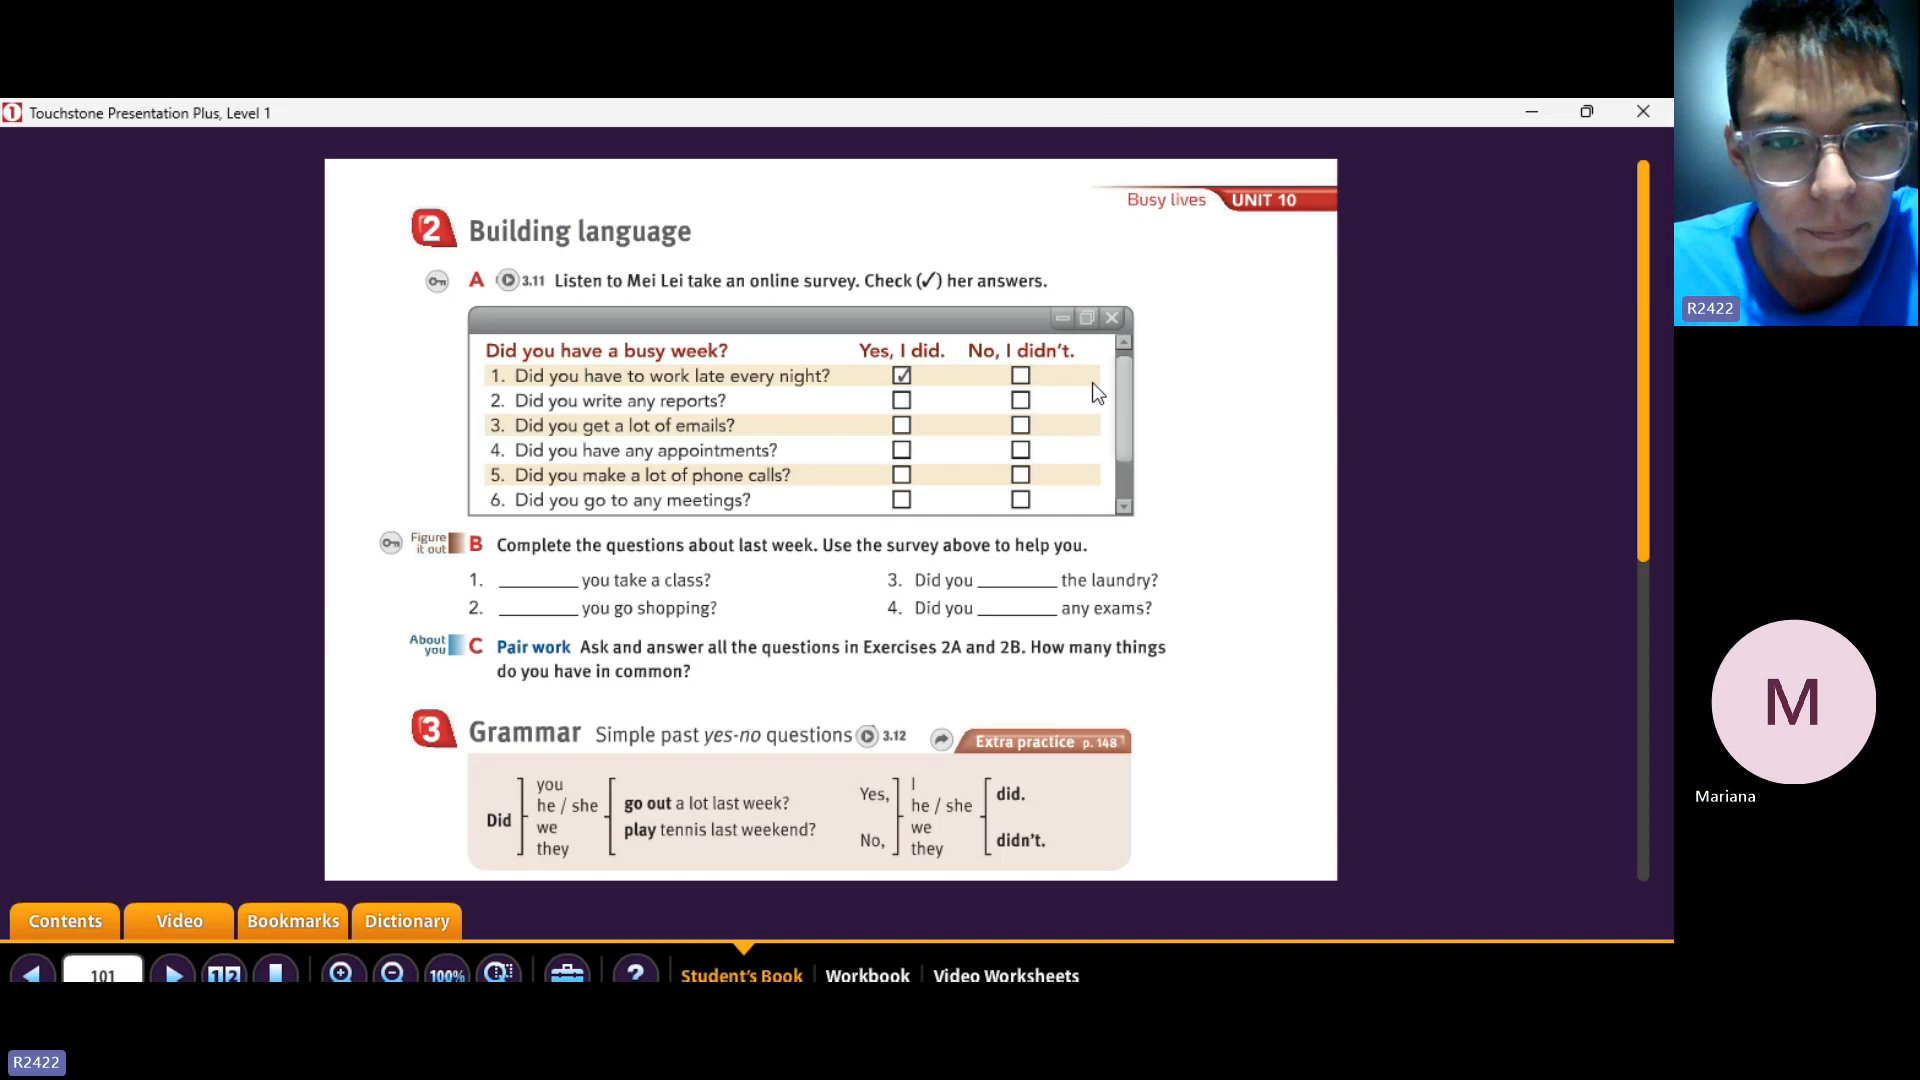 Touchstone Presentation Plus, Level 1
Busy lives UNIT 10
2 Building language
A 3.11 Listen to Mei Lei take an online survey. Check (✓) her answers.
Did you have a busy week? Yes, I did. No, I didn't.
1. Did you have to work late every night?
2. Did you write any reports?
3. Did you get a lot of emails?
4. Did you have any appointments?
5. Did you make a lot of phone calls?
6. Did you go to any meetings?
Figure it out B Complete the questions about last week. Use the survey above to help you.
1. ________ you take a class?
2. ________ you go shopping?
3. Did you ________ the laundry?
4. Did you ________ any exams?
About you C Pair work Ask and answer all the questions in Exercises 2A and 2B. How many things
do you have in common?
3 Grammar Simple past yes-no questions 3.12 Extra practice p. 148
Did
you
he / she
we
they
go out a lot last week?
play tennis last weekend?
Yes,
No,
I
he / she
we
they
did.
didn't.
Contents Video Bookmarks Dictionary
101 12 100% ? Student's Book Workbook Video Worksheets
R2422
R2422
M
Mariana